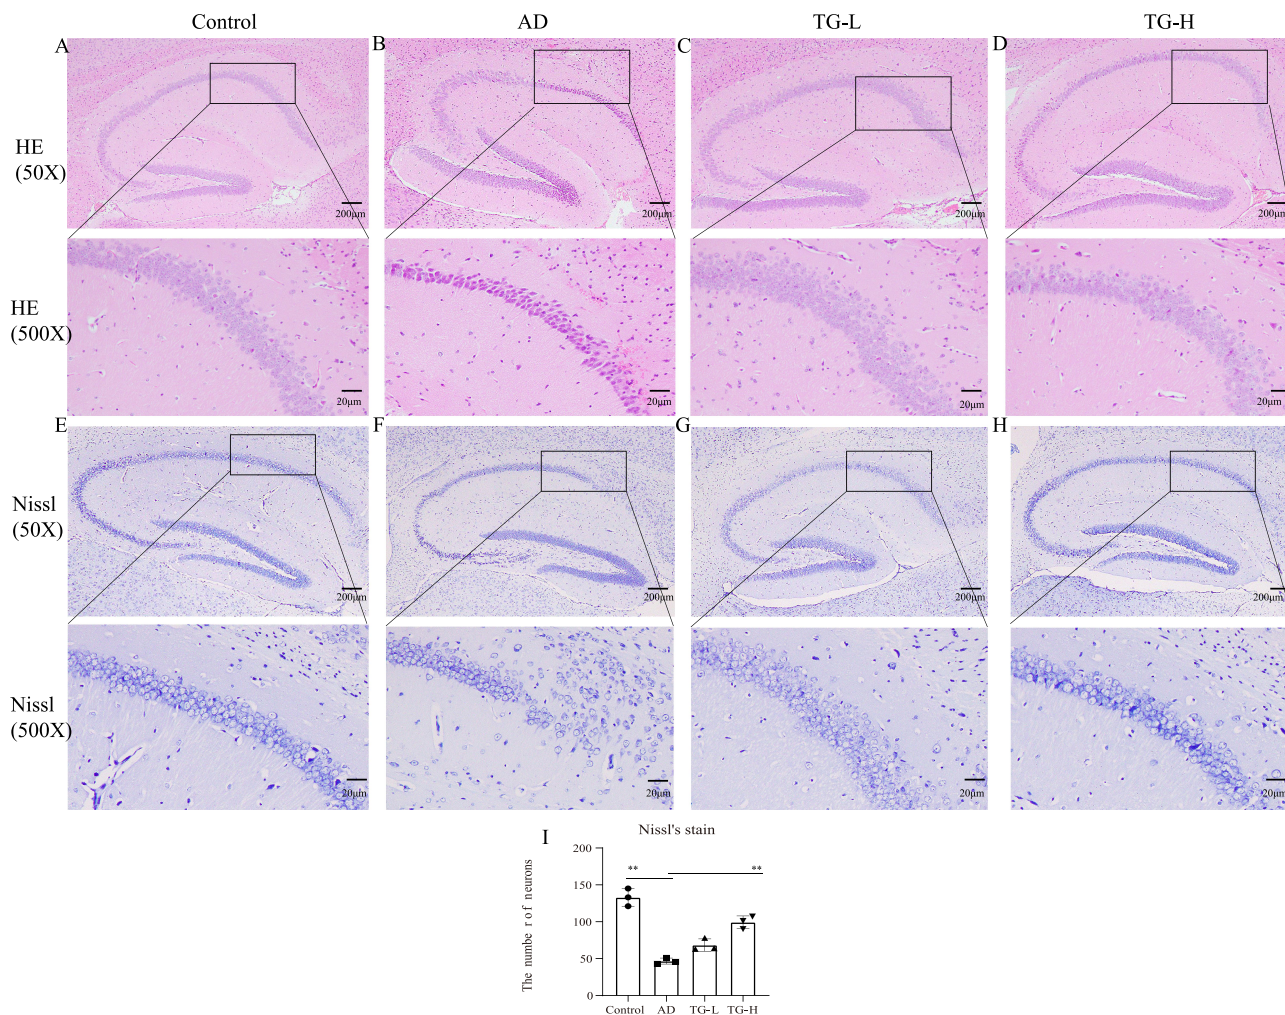 Control AD TG-L TG-H
A B C D
HE
(50X)
200μm 200μm 200μm 200μm
HE
(500X)
20μm 20μm 20μm 20μm
E F G H
Nissl
(50X)
200μm 200μm 200μm 200μm
Nissl
(500X)
20μm 20μm 20μm 20μm
I
Nissl's stain
The numbe r of neurons
200
150
100
50
0
** **
Control AD TG-L TG-H